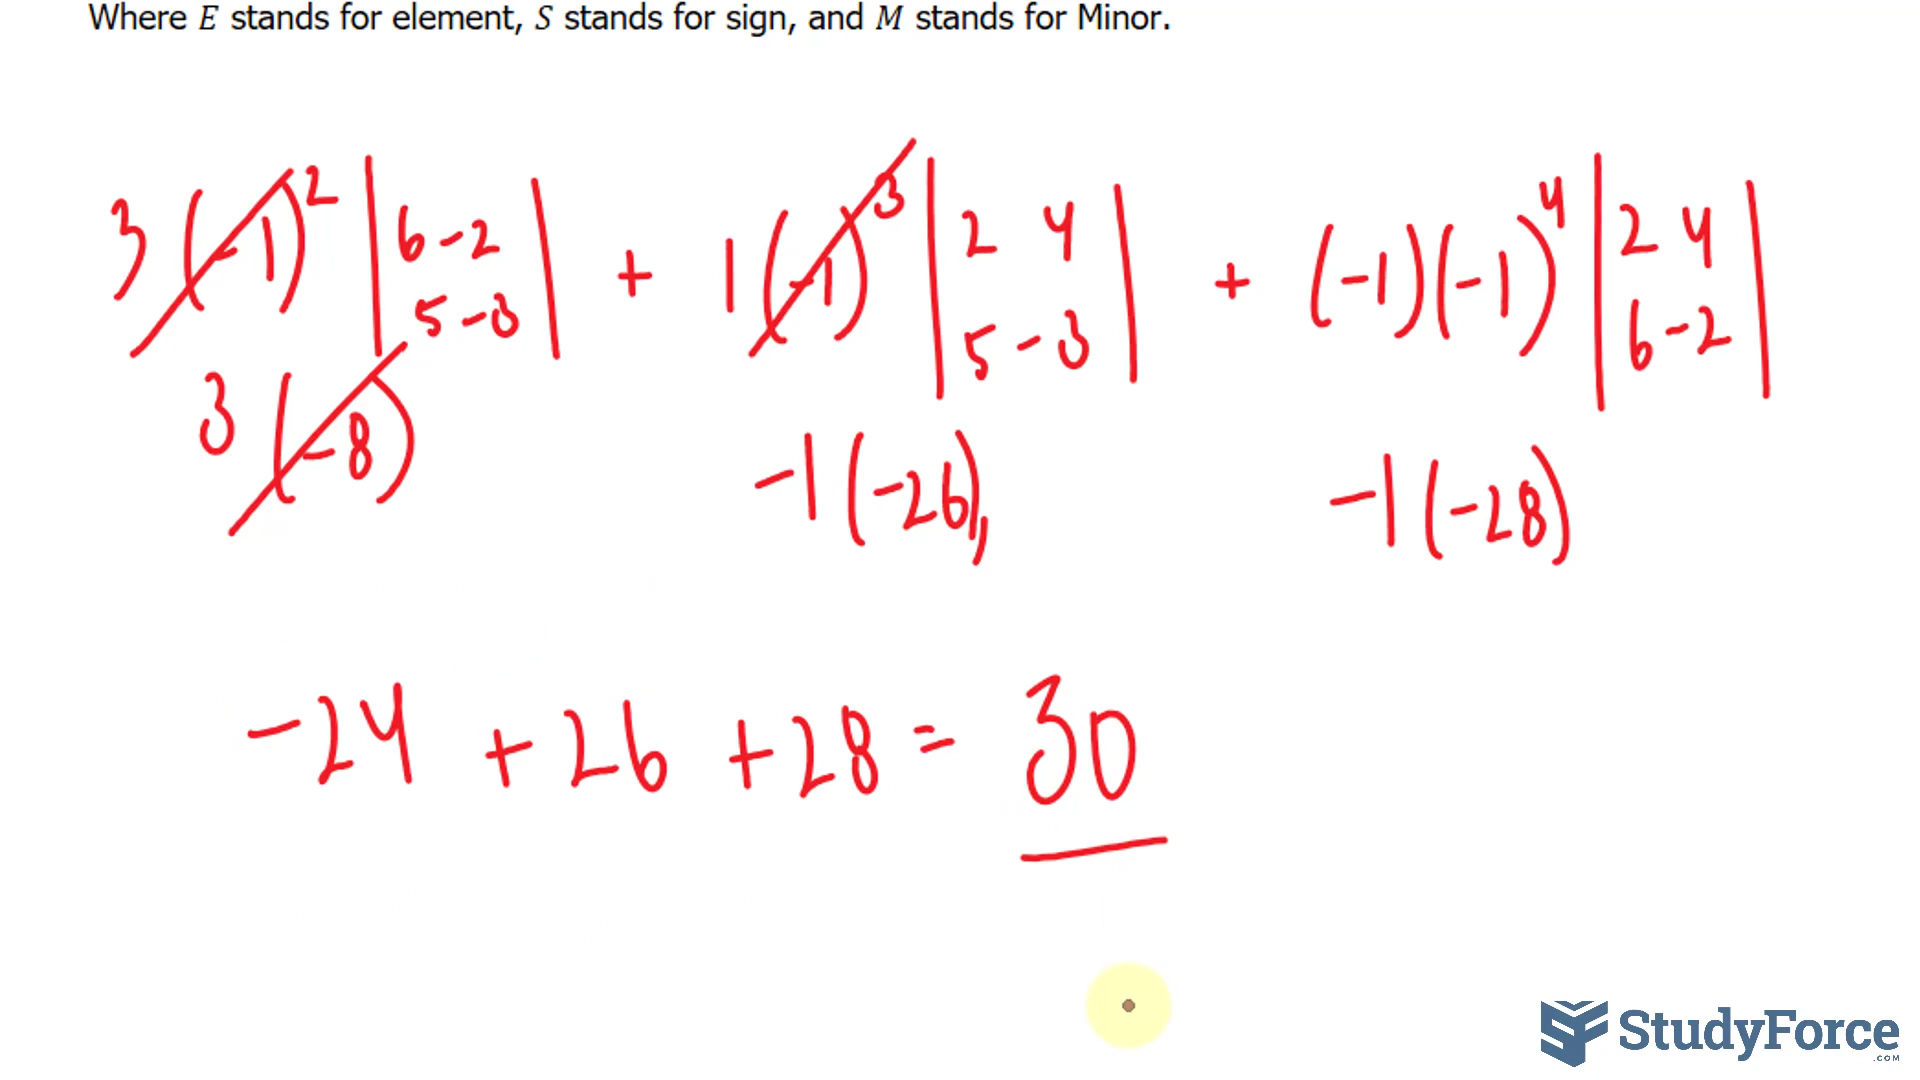 Where E stands for element, S stands for sign, and M stands for Minor.
3 (-1)² | 6 -2 | + 1 (-1)³ | 2 4 | + (-1)(-1)⁴ | 2 4 |
5 -3 5 -3 6 -2
3 (-8) -1 (-26) -1 (-28)
-24 + 26 + 28 = 30
StudyForce
.COM